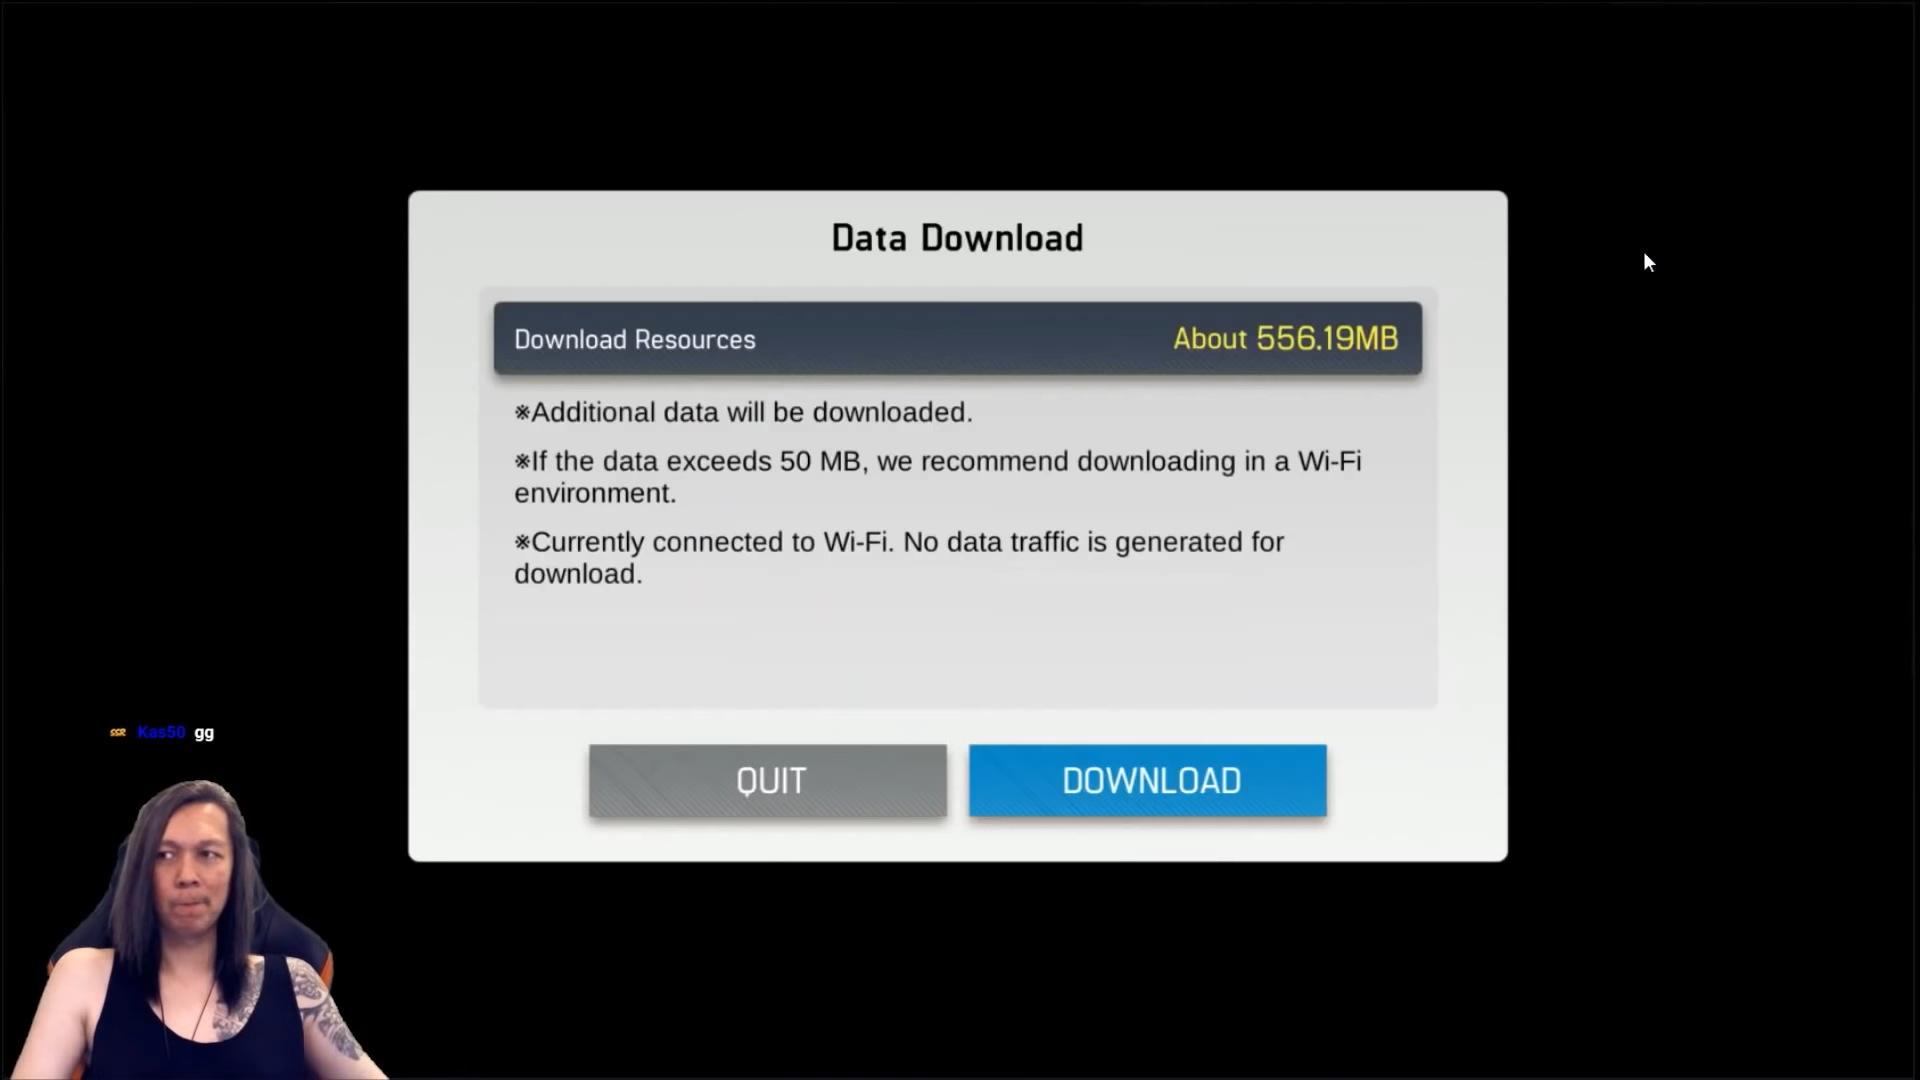 Data Download
Download Resources About 556.19MB
※Additional data will be downloaded.
※If the data exceeds 50 MB, we recommend downloading in a Wi-Fi
environment.
※Currently connected to Wi-Fi. No data traffic is generated for
download.
SSR Kas50 gg
QUIT DOWNLOAD